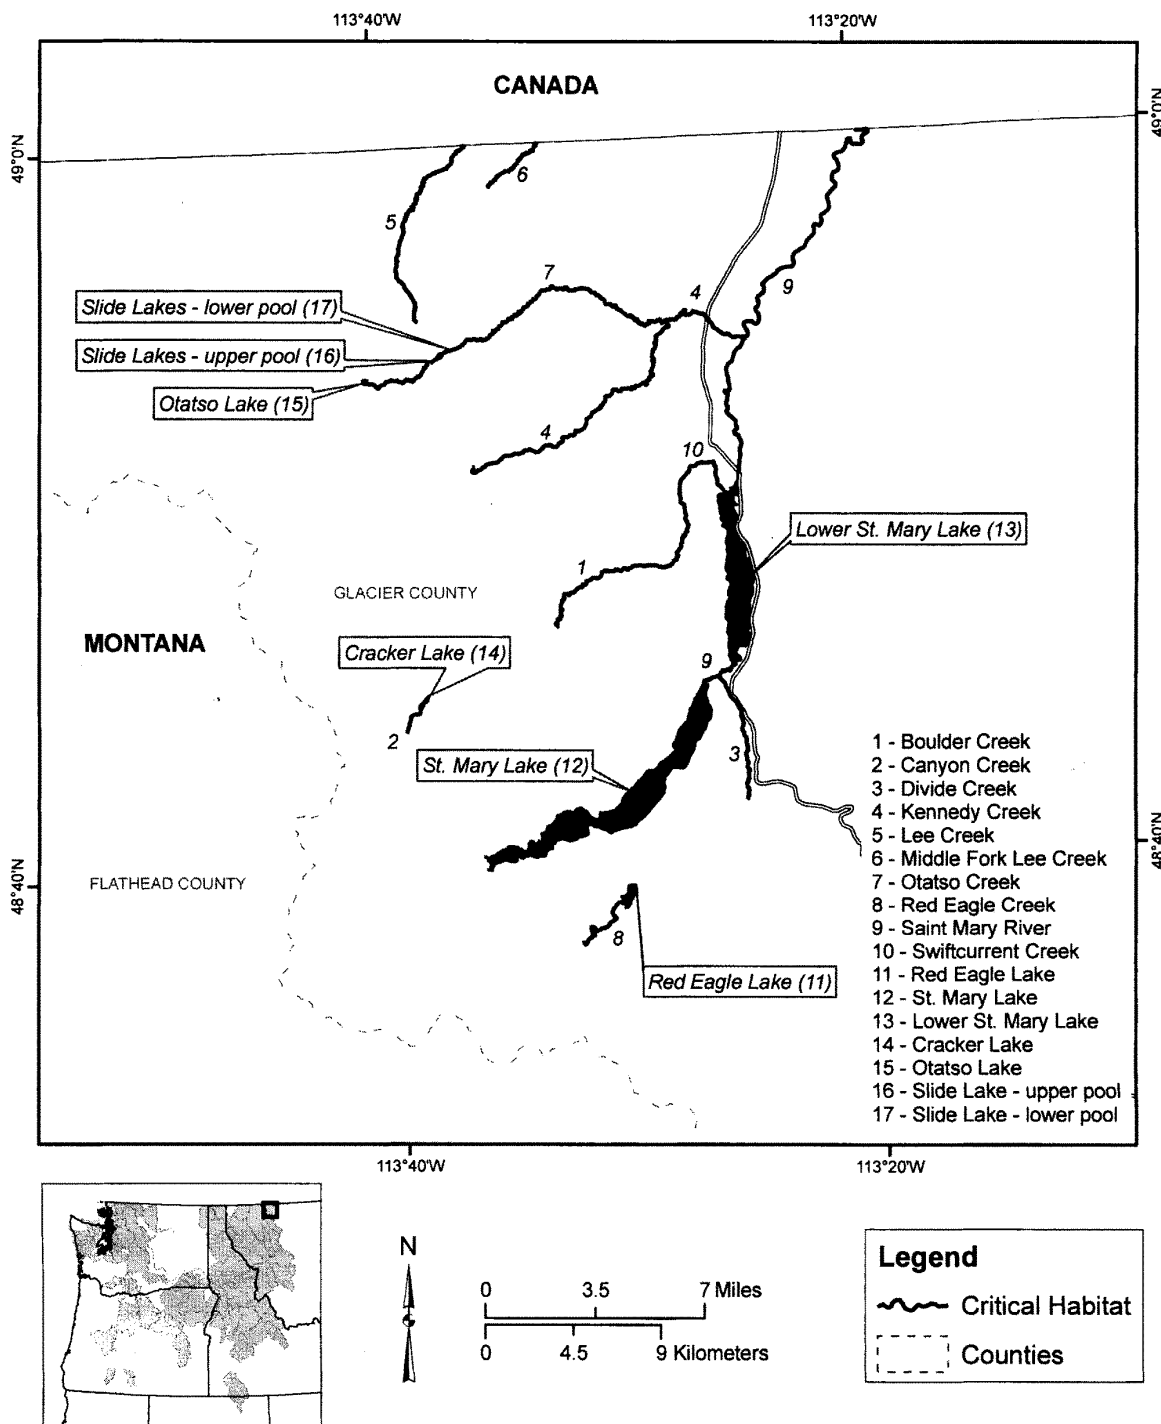 113°40'W
113°20'W
CANADA
49°0'N
49°0'N
6
5
9
7
4
Slide Lakes - lower pool (17)
Slide Lakes - upper pool (16)
Otatso Lake (15)
4
10
Lower St. Mary Lake (13)
1
GLACIER COUNTY
MONTANA
Cracker Lake (14)
9
2
3
St. Mary Lake (12)
48°40'N
48°40'N
FLATHEAD COUNTY
8
Red Eagle Lake (11)
1 - Boulder Creek
2 - Canyon Creek
3 - Divide Creek
4 - Kennedy Creek
5 - Lee Creek
6 - Middle Fork Lee Creek
7 - Otatso Creek
8 - Red Eagle Creek
9 - Saint Mary River
10 - Swiftcurrent Creek
11 - Red Eagle Lake
12 - St. Mary Lake
13 - Lower St. Mary Lake
14 - Cracker Lake
15 - Otatso Lake
16 - Slide Lake - upper pool
17 - Slide Lake - lower pool
113°40'W
113°20'W
N
0 3.5 7 Miles
0 4.5 9 Kilometers
Legend
Critical Habitat
Counties